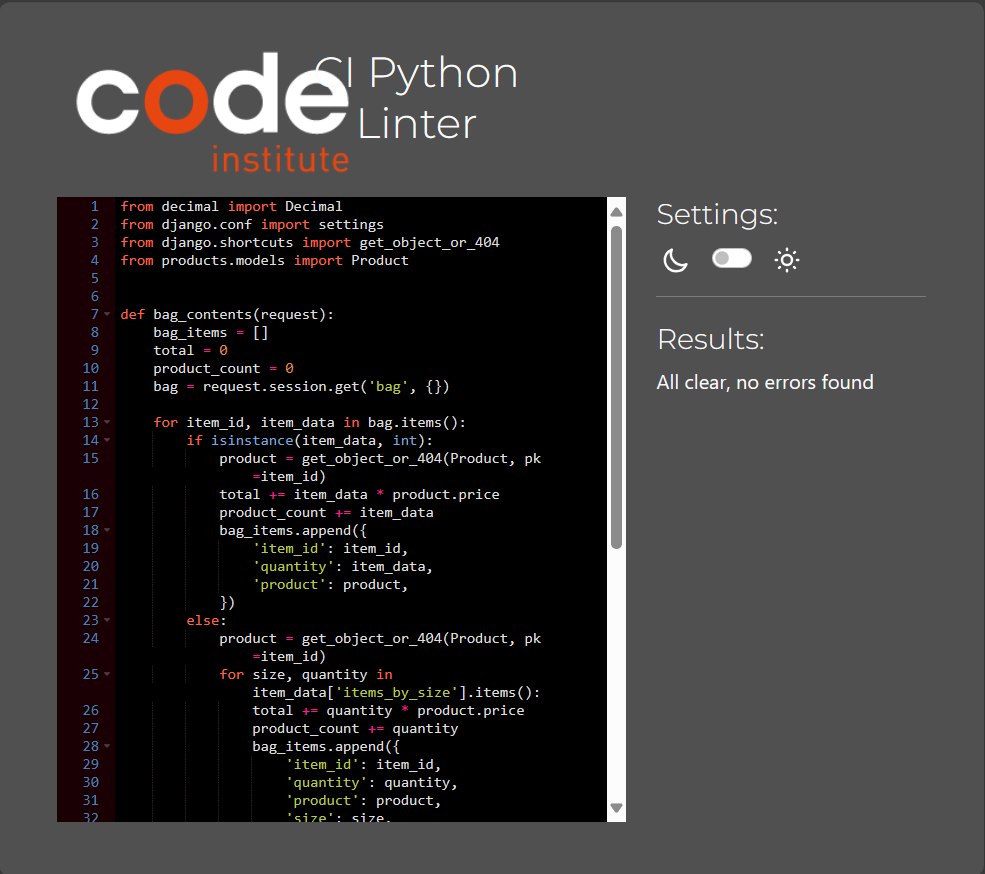 code
institute
CI Python
Linter
1 from decimal import Decimal
2 from django.conf import settings
3 from django.shortcuts import get_object_or_404
4 from products.models import Product
5
6
7 def bag_contents(request):
8     bag_items = []
9     total = 0
10     product_count = 0
11     bag = request.session.get('bag', {})
12
13     for item_id, item_data in bag.items():
14         if isinstance(item_data, int):
15             product = get_object_or_404(Product, pk
=item_id)
16             total += item_data * product.price
17             product_count += item_data
18             bag_items.append({
19                 'item_id': item_id,
20                 'quantity': item_data,
21                 'product': product,
22             })
23         else:
24             product = get_object_or_404(Product, pk
=item_id)
25             for size, quantity in
item_data['items_by_size'].items():
26                 total += quantity * product.price
27                 product_count += quantity
28                 bag_items.append({
29                     'item_id': item_id,
30                     'quantity': quantity,
31                     'product': product,
32                     'size': size,
Settings:
Results:
All clear, no errors found